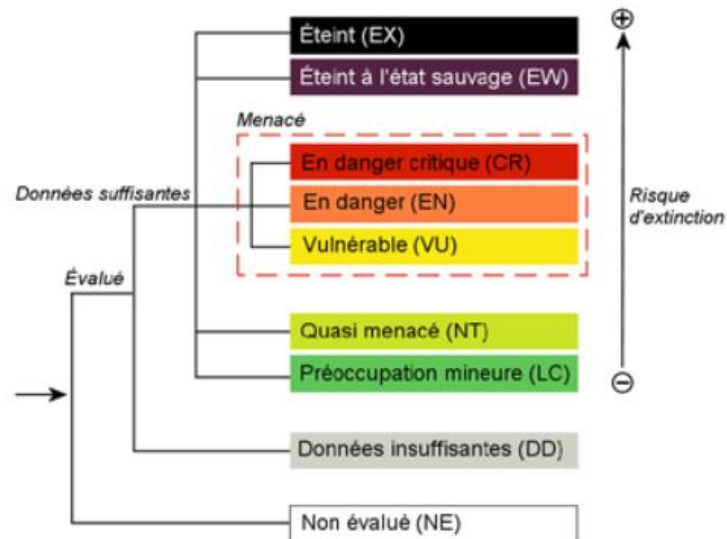 Éteint (EX)
Éteint à l'état sauvage (EW)
Menacé
En danger critique (CR)
Données suffisantes
En danger (EN)
Risque
d'extinction
Vulnérable (VU)
Évalué
Quasi menacé (NT)
Préoccupation mineure (LC)
Données insuffisantes (DD)
Non évalué (NE)